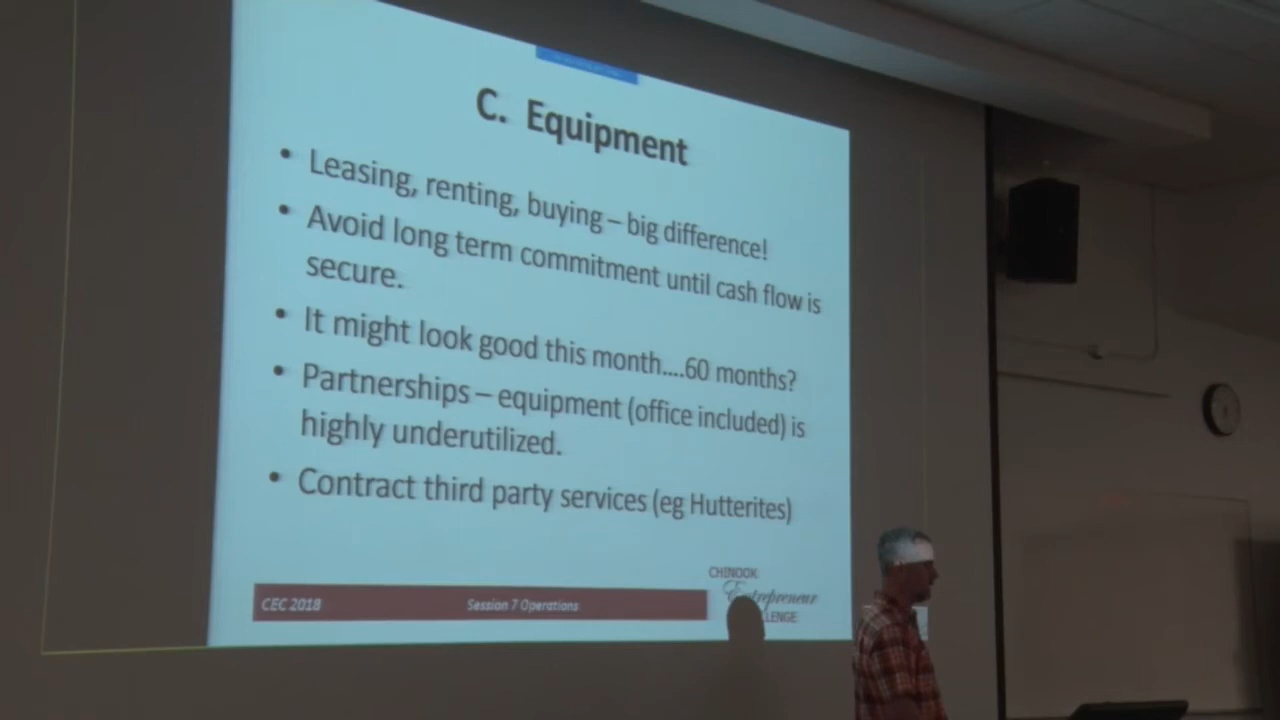 C. Equipment
• Leasing, renting, buying – big difference!
• Avoid long term commitment until cash flow is
secure.
• It might look good this month....60 months?
• Partnerships – equipment (office included) is
highly underutilized.
• Contract third party services (eg Hutterites)
CHINOOK
Entrepreneur
LENGE
CEC 2018
Session 7 Operations